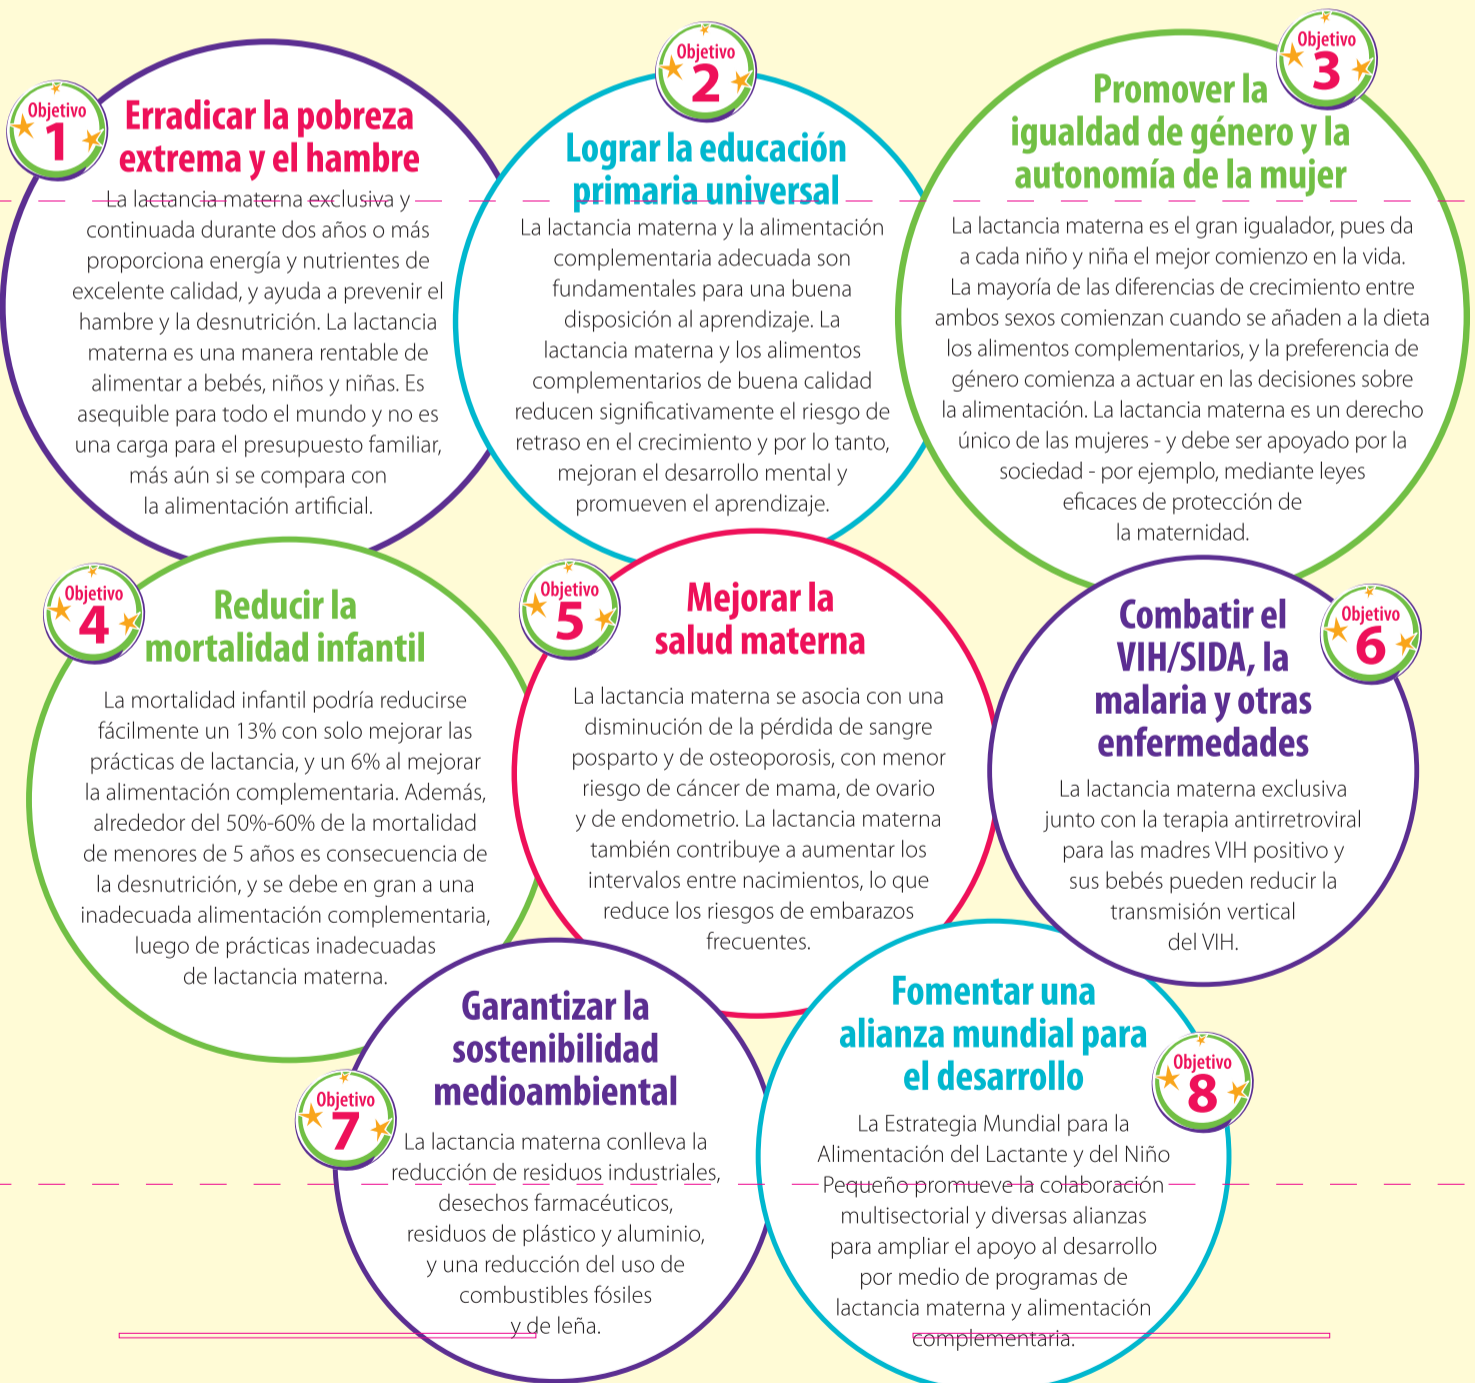 Objetivo
1
Erradicar la pobreza
extrema y el hambre
La lactancia materna exclusiva y
continuada durante dos años o más
proporciona energía y nutrientes de
excelente calidad, y ayuda a prevenir el
hambre y la desnutrición. La lactancia
materna es una manera rentable de
alimentar a bebés, niños y niñas. Es
asequible para todo el mundo y no es
una carga para el presupuesto familiar,
más aún si se compara con
la alimentación artificial.
Objetivo
2
Lograr la educación
primaria universal
La lactancia materna y la alimentación
complementaria adecuada son
fundamentales para una buena
disposición al aprendizaje. La
lactancia materna y los alimentos
complementarios de buena calidad
reducen significativamente el riesgo de
retraso en el crecimiento y por lo tanto,
mejoran el desarrollo mental y
promueven el aprendizaje.
Objetivo
3
Promover la
igualdad de género y la
autonomía de la mujer
La lactancia materna es el gran igualador, pues da
a cada niño y niña el mejor comienzo en la vida.
La mayoría de las diferencias de crecimiento entre
ambos sexos comienzan cuando se añaden a la dieta
los alimentos complementarios, y la preferencia de
género comienza a actuar en las decisiones sobre
la alimentación. La lactancia materna es un derecho
único de las mujeres - y debe ser apoyado por la
sociedad - por ejemplo, mediante leyes
eficaces de protección de
la maternidad.
Objetivo
4
Reducir la
mortalidad infantil
La mortalidad infantil podría reducirse
fácilmente un 13% con solo mejorar las
prácticas de lactancia, y un 6% al mejorar
la alimentación complementaria. Además,
alrededor del 50%-60% de la mortalidad
de menores de 5 años es consecuencia de
la desnutrición, y se debe en gran a una
inadecuada alimentación complementaria,
luego de prácticas inadecuadas
de lactancia materna.
Objetivo
5
Mejorar la
salud materna
La lactancia materna se asocia con una
disminución de la pérdida de sangre
posparto y de osteoporosis, con menor
riesgo de cáncer de mama, de ovario
y de endometrio. La lactancia materna
también contribuye a aumentar los
intervalos entre nacimientos, lo que
reduce los riesgos de embarazos
frecuentes.
Objetivo
6
Combatir el
VIH/SIDA, la
malaria y otras
enfermedades
La lactancia materna exclusiva
junto con la terapia antirretroviral
para las madres VIH positivo y
sus bebés pueden reducir la
transmisión vertical
del VIH.
Objetivo
7
Garantizar la
sostenibilidad
medioambiental
La lactancia materna conlleva la
reducción de residuos industriales,
desechos farmacéuticos,
residuos de plástico y aluminio,
y una reducción del uso de
combustibles fósiles
y de leña.
Objetivo
8
Fomentar una
alianza mundial para
el desarrollo
La Estrategia Mundial para la
Alimentación del Lactante y del Niño
Pequeño promueve la colaboración
multisectorial y diversas alianzas
para ampliar el apoyo al desarrollo
por medio de programas de
lactancia materna y alimentación
complementaria.